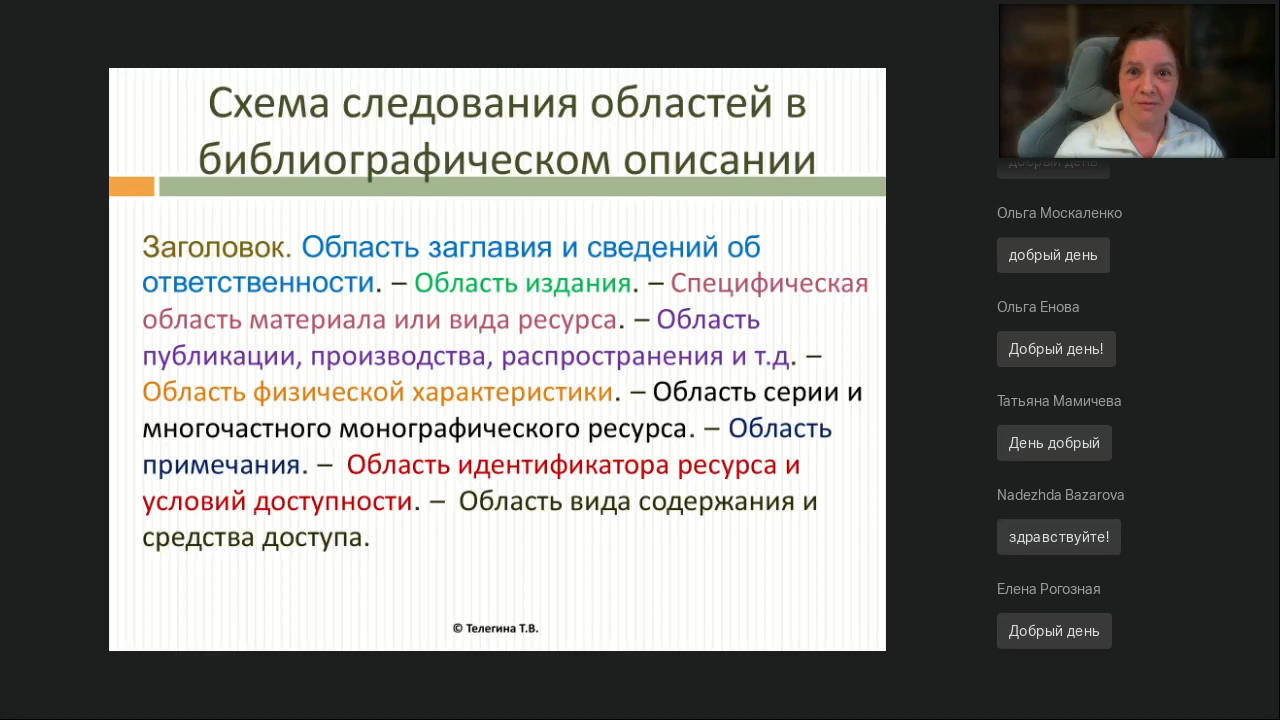 Схема следования областей в
библиографическом описании
Заголовок. Область заглавия и сведений об
ответственности. – Область издания. – Специфическая
область материала или вида ресурса. – Область
публикации, производства, распространения и т.д. –
Область физической характеристики. – Область серии и
многочастного монографического ресурса. – Область
примечания. – Область идентификатора ресурса и
условий доступности. – Область вида содержания и
средства доступа.
© Телегина Т.В.
добрый день
Ольга Москаленко
добрый день
Ольга Енова
Добрый день!
Татьяна Мамичева
День добрый
Nadezhda Bazarova
здравствуйте!
Елена Рогозная
Добрый день